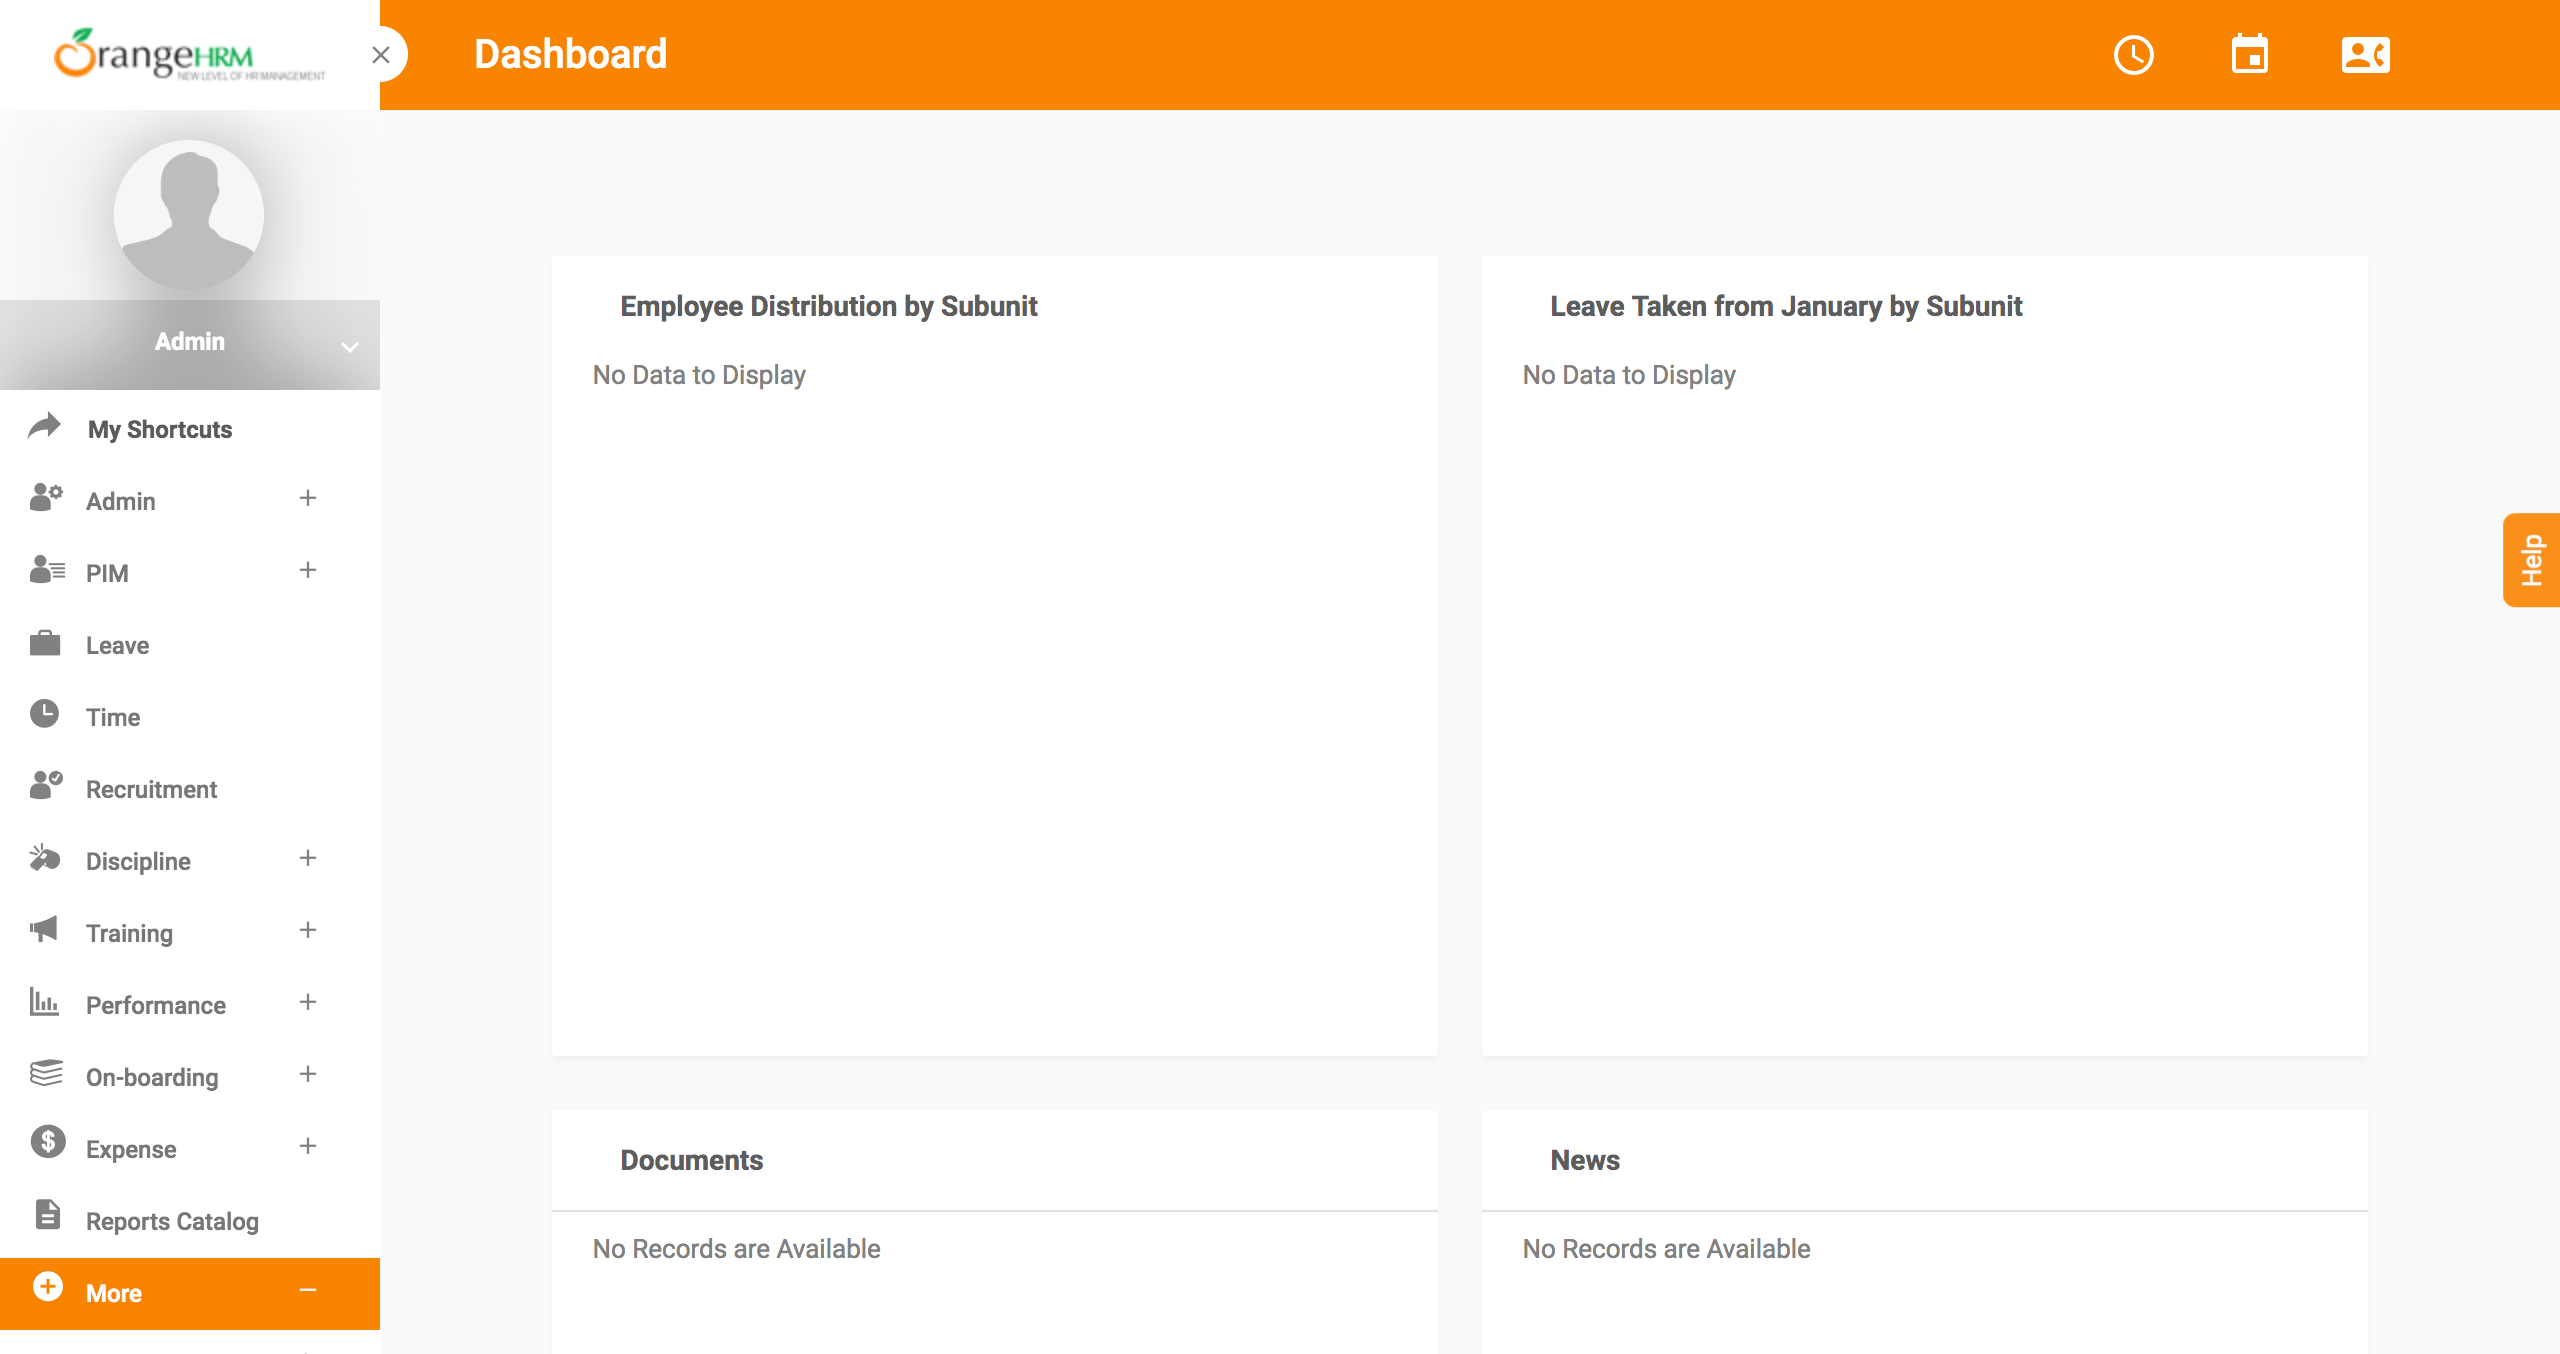 OrangeHRM
NEW LEVEL OF HR MANAGEMENT
Dashboard
Admin
My Shortcuts
Admin
PIM
Leave
Time
Recruitment
Discipline
Training
Performance
On-boarding
Expense
Reports Catalog
More
Employee Distribution by Subunit
No Data to Display
Leave Taken from January by Subunit
No Data to Display
Documents
No Records are Available
News
No Records are Available
Help